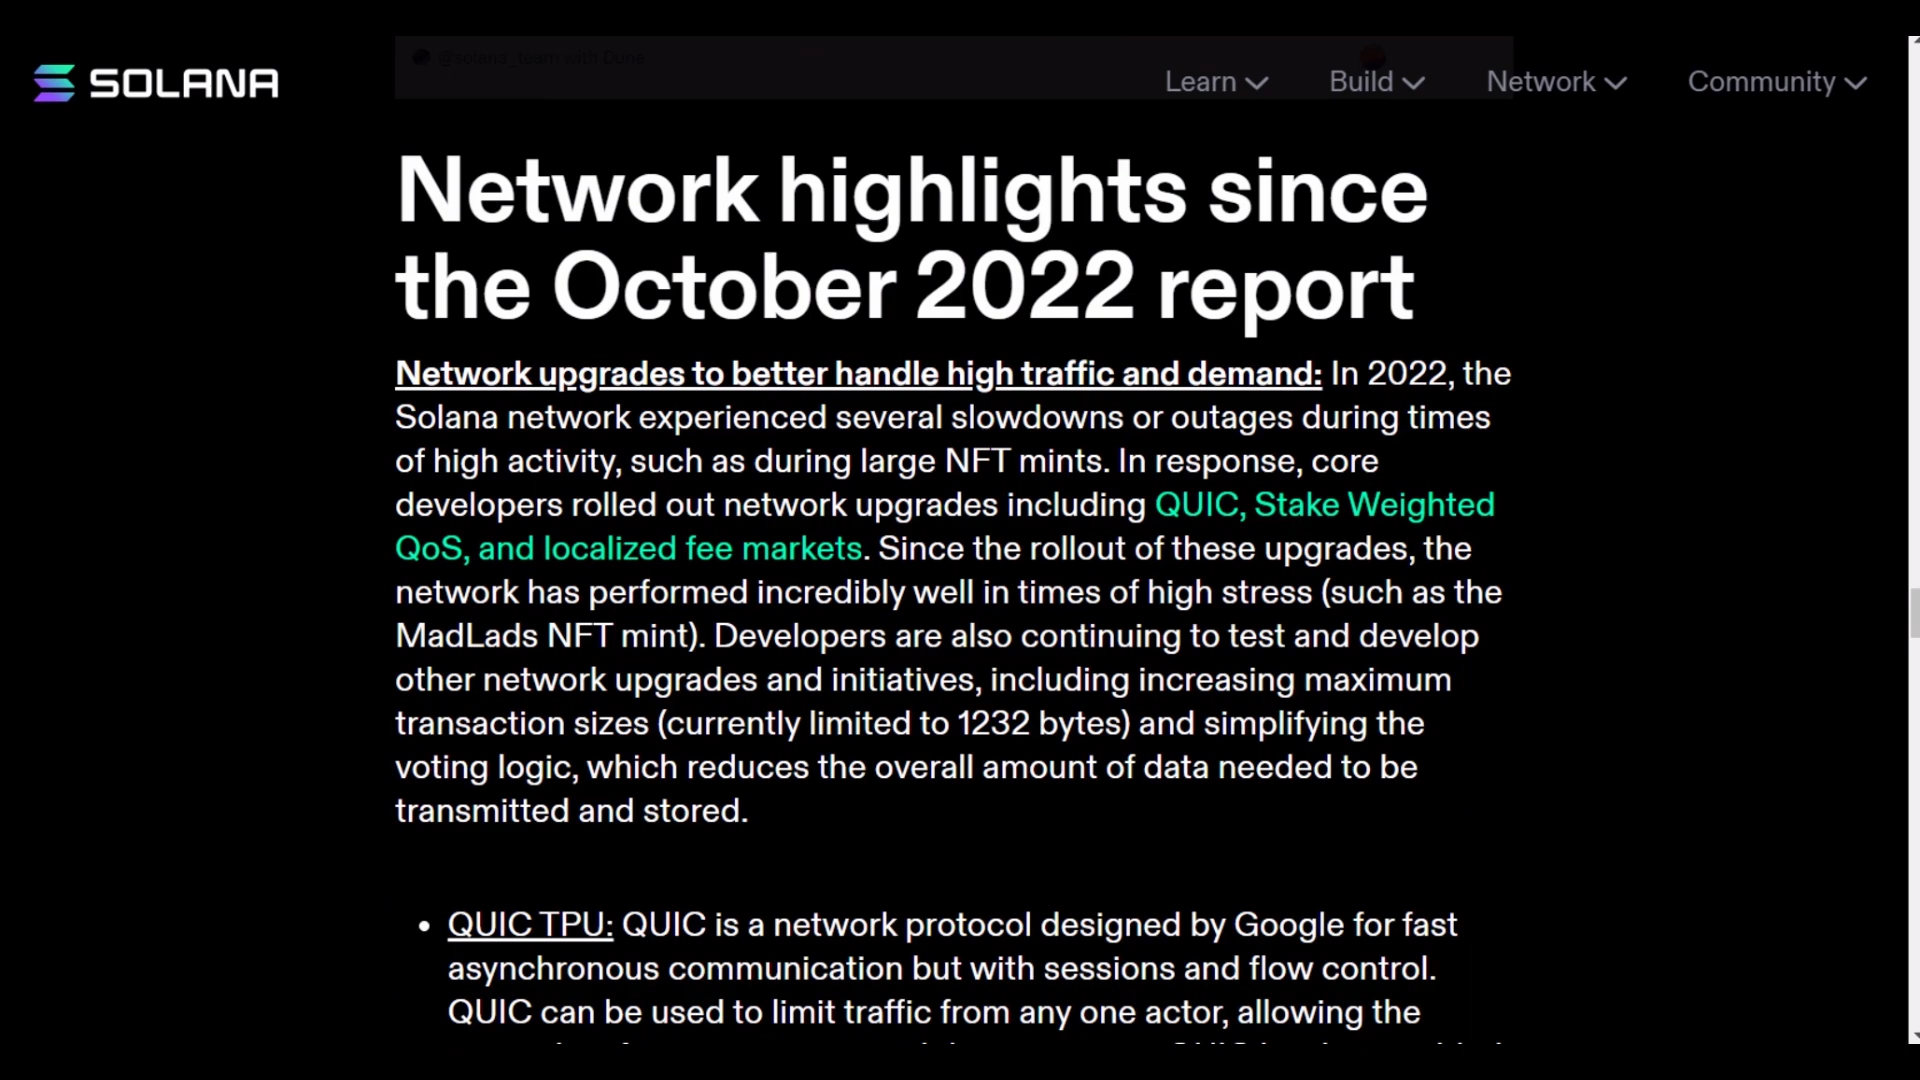 @solana_team with Dune
SOLANA
Learn
Build
Network
Community
Network highlights since
the October 2022 report
Network upgrades to better handle high traffic and demand: In 2022, the
Solana network experienced several slowdowns or outages during times
of high activity, such as during large NFT mints. In response, core
developers rolled out network upgrades including QUIC, Stake Weighted
QoS, and localized fee markets. Since the rollout of these upgrades, the
network has performed incredibly well in times of high stress (such as the
MadLads NFT mint). Developers are also continuing to test and develop
other network upgrades and initiatives, including increasing maximum
transaction sizes (currently limited to 1232 bytes) and simplifying the
voting logic, which reduces the overall amount of data needed to be
transmitted and stored.
• QUIC TPU: QUIC is a network protocol designed by Google for fast
asynchronous communication but with sessions and flow control.
QUIC can be used to limit traffic from any one actor, allowing the